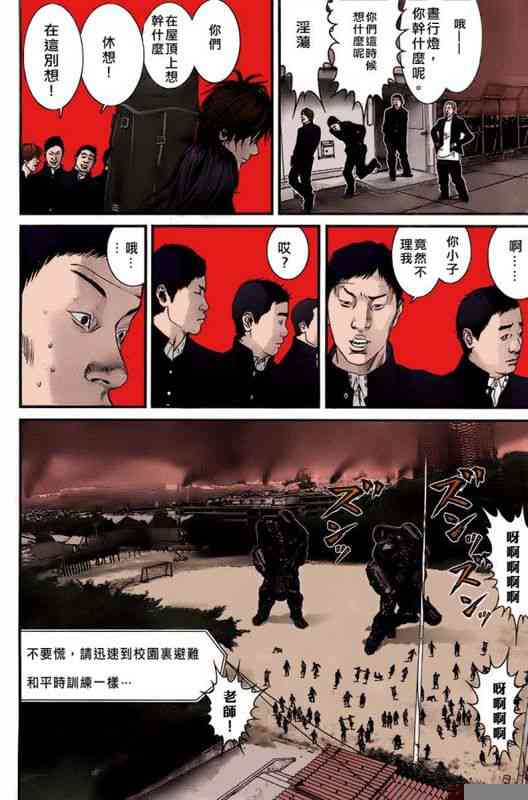 哦——
晝行燈，
你幹什麼呢。
你們這時候
想什麼呢
淫蕩
你們
在屋頂上想
幹什麼
休想！
在這別想！
啊…
你小子
竟然不
理我
哎？
哦…
…
ズンッ
ズンッ
呀啊啊啊啊
呀啊啊啊
老師！
不要慌，請迅速到校園裏避難
和平時訓練一樣…